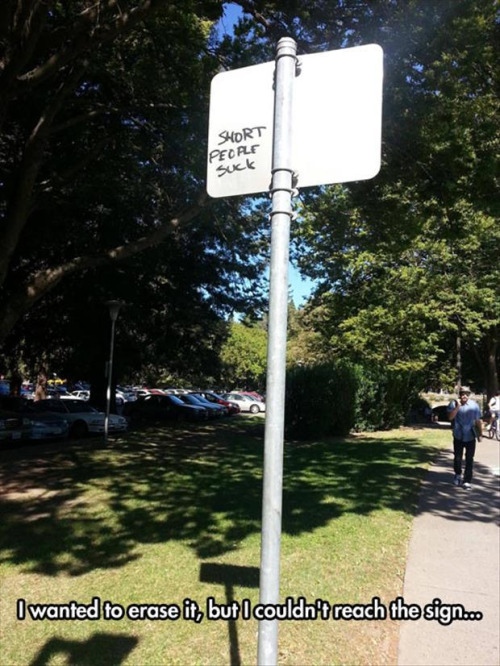 SHORT
PEOPLE
SUCK
I wanted to erase it, but I couldn't reach the sign...